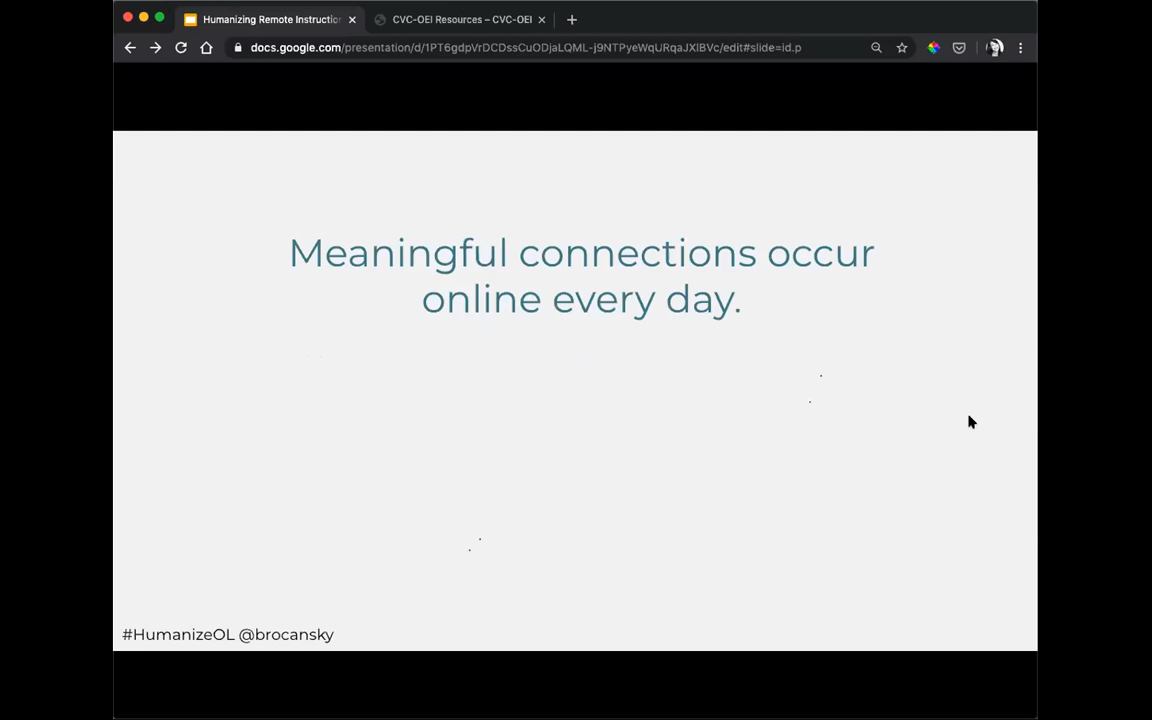 Humanizing Remote Instruction
CVC-OEI Resources – CVC-OEI
docs.google.com/presentation/d/1PT6gdpVrDCDssCuODjaLQML-j9NTPyeWqURqaJXlBVc/edit#slide=id.p
Meaningful connections occur
online every day.
#HumanizeOL @brocansky